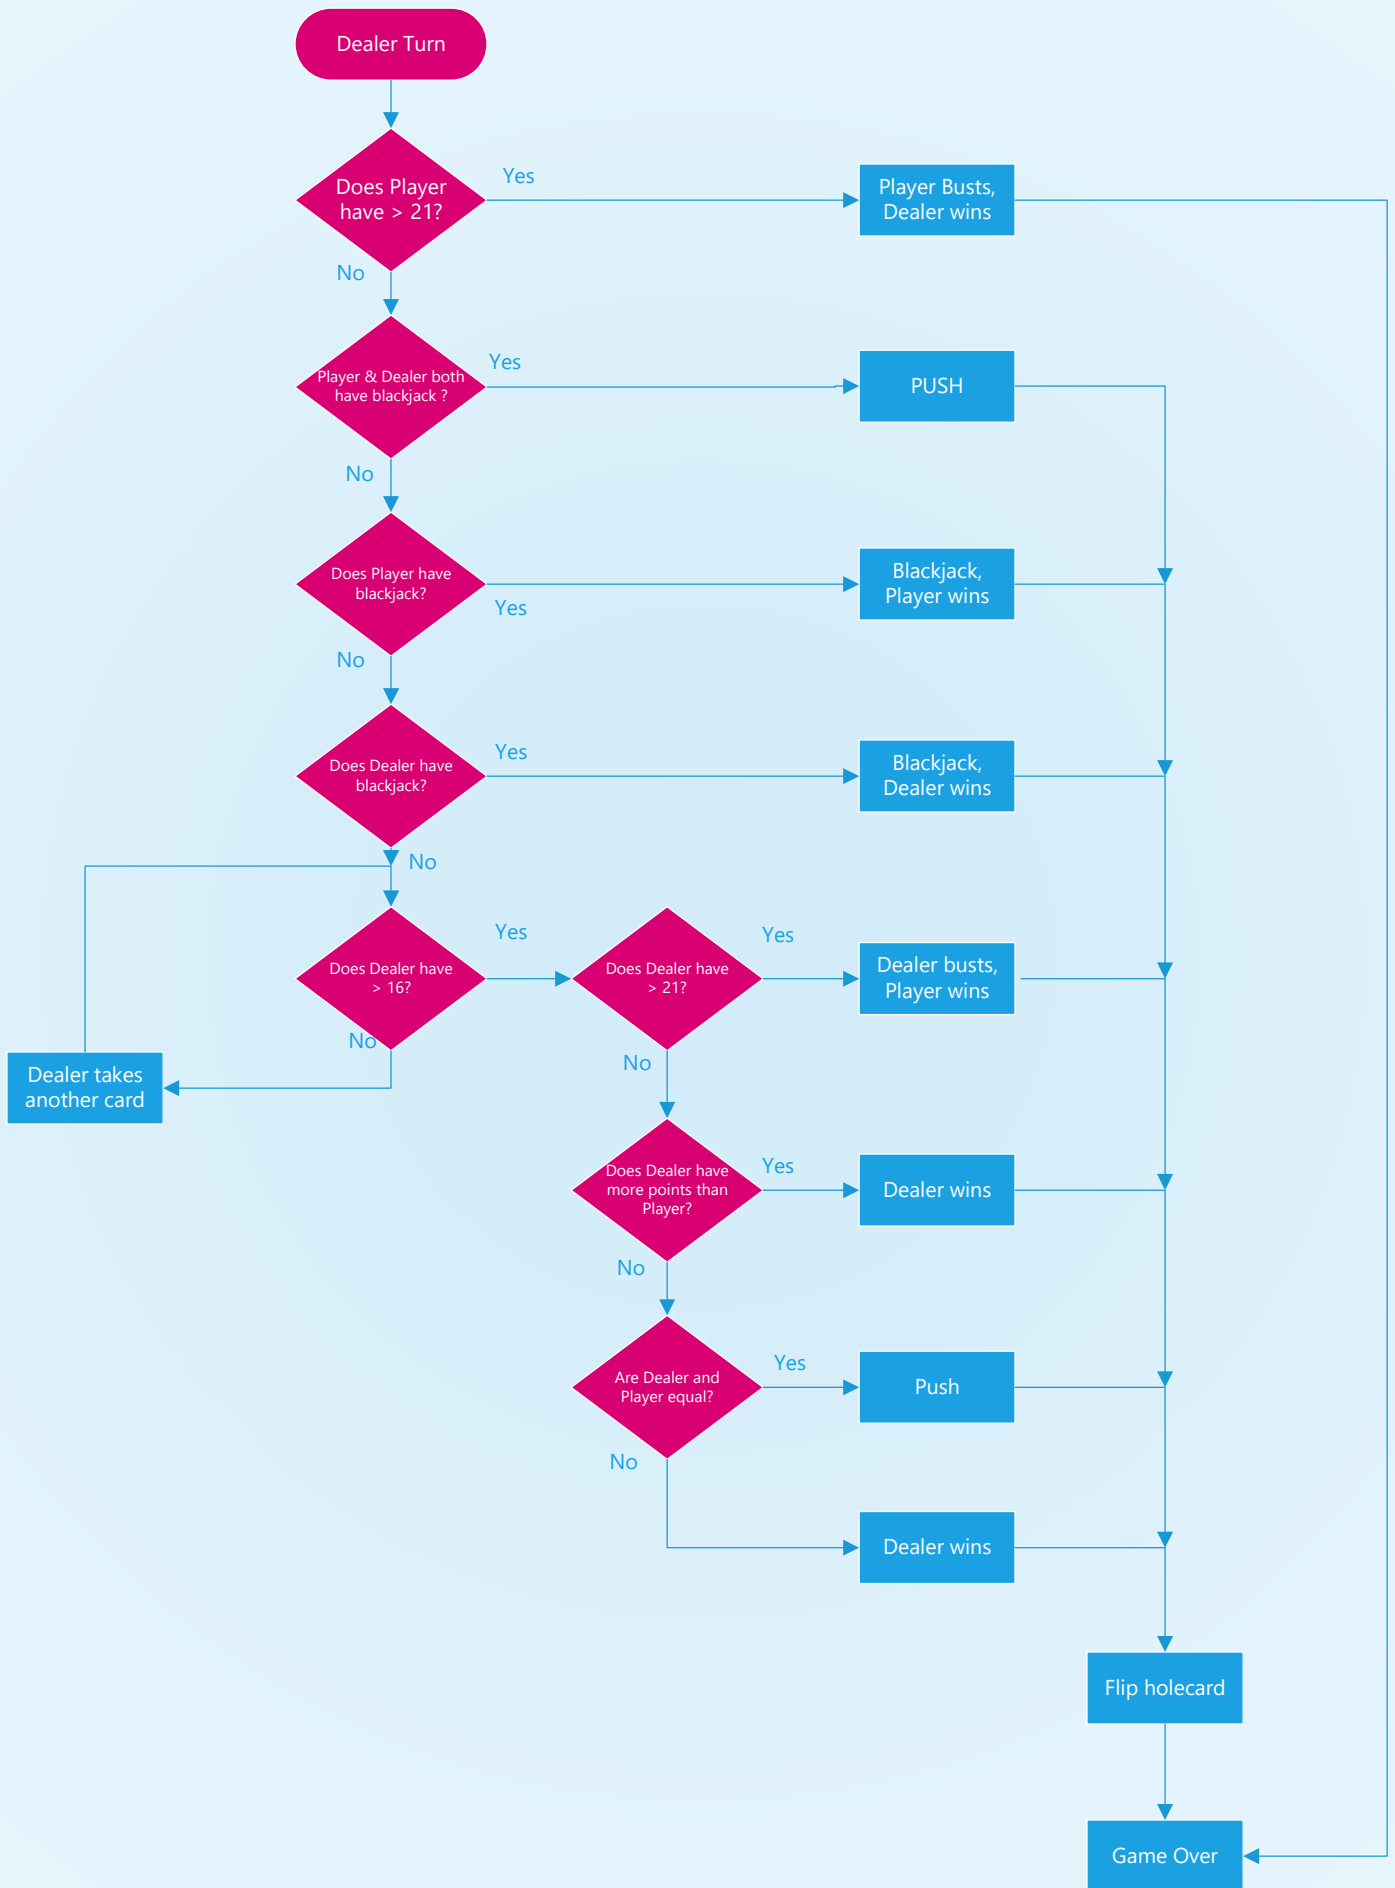 Dealer Turn
Does Player
have > 21?
Yes
Player Busts,
Dealer wins
No
Player & Dealer both
have blackjack ?
Yes
PUSH
No
Does Player have
blackjack?
Yes
Blackjack,
Player wins
No
Does Dealer have
blackjack?
Yes
Blackjack,
Dealer wins
No
Does Dealer have
> 16?
Yes
Does Dealer have
> 21?
Yes
Dealer busts,
Player wins
No
Dealer takes
another card
No
Does Dealer have
more points than
Player?
Yes
Dealer wins
No
Are Dealer and
Player equal?
Yes
Push
No
Dealer wins
Flip holecard
Game Over